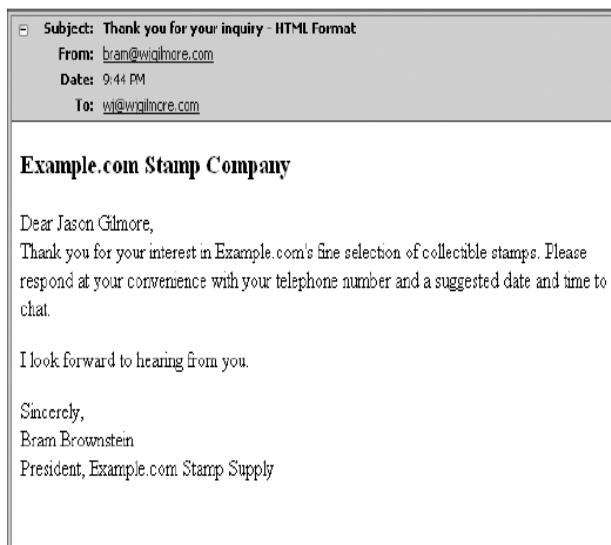 Subject: Thank you for your inquiry - HTML Format
From: bram@wjgilmore.com
Date: 9:44 PM
To: wj@wjgilmore.com
Example.com Stamp Company
Dear Jason Gilmore,
Thank you for your interest in Example.com's fine selection of collectible stamps. Please
respond at your convenience with your telephone number and a suggested date and time to
chat.
I look forward to hearing from you.
Sincerely,
Bram Brownstein
President, Example.com Stamp Supply